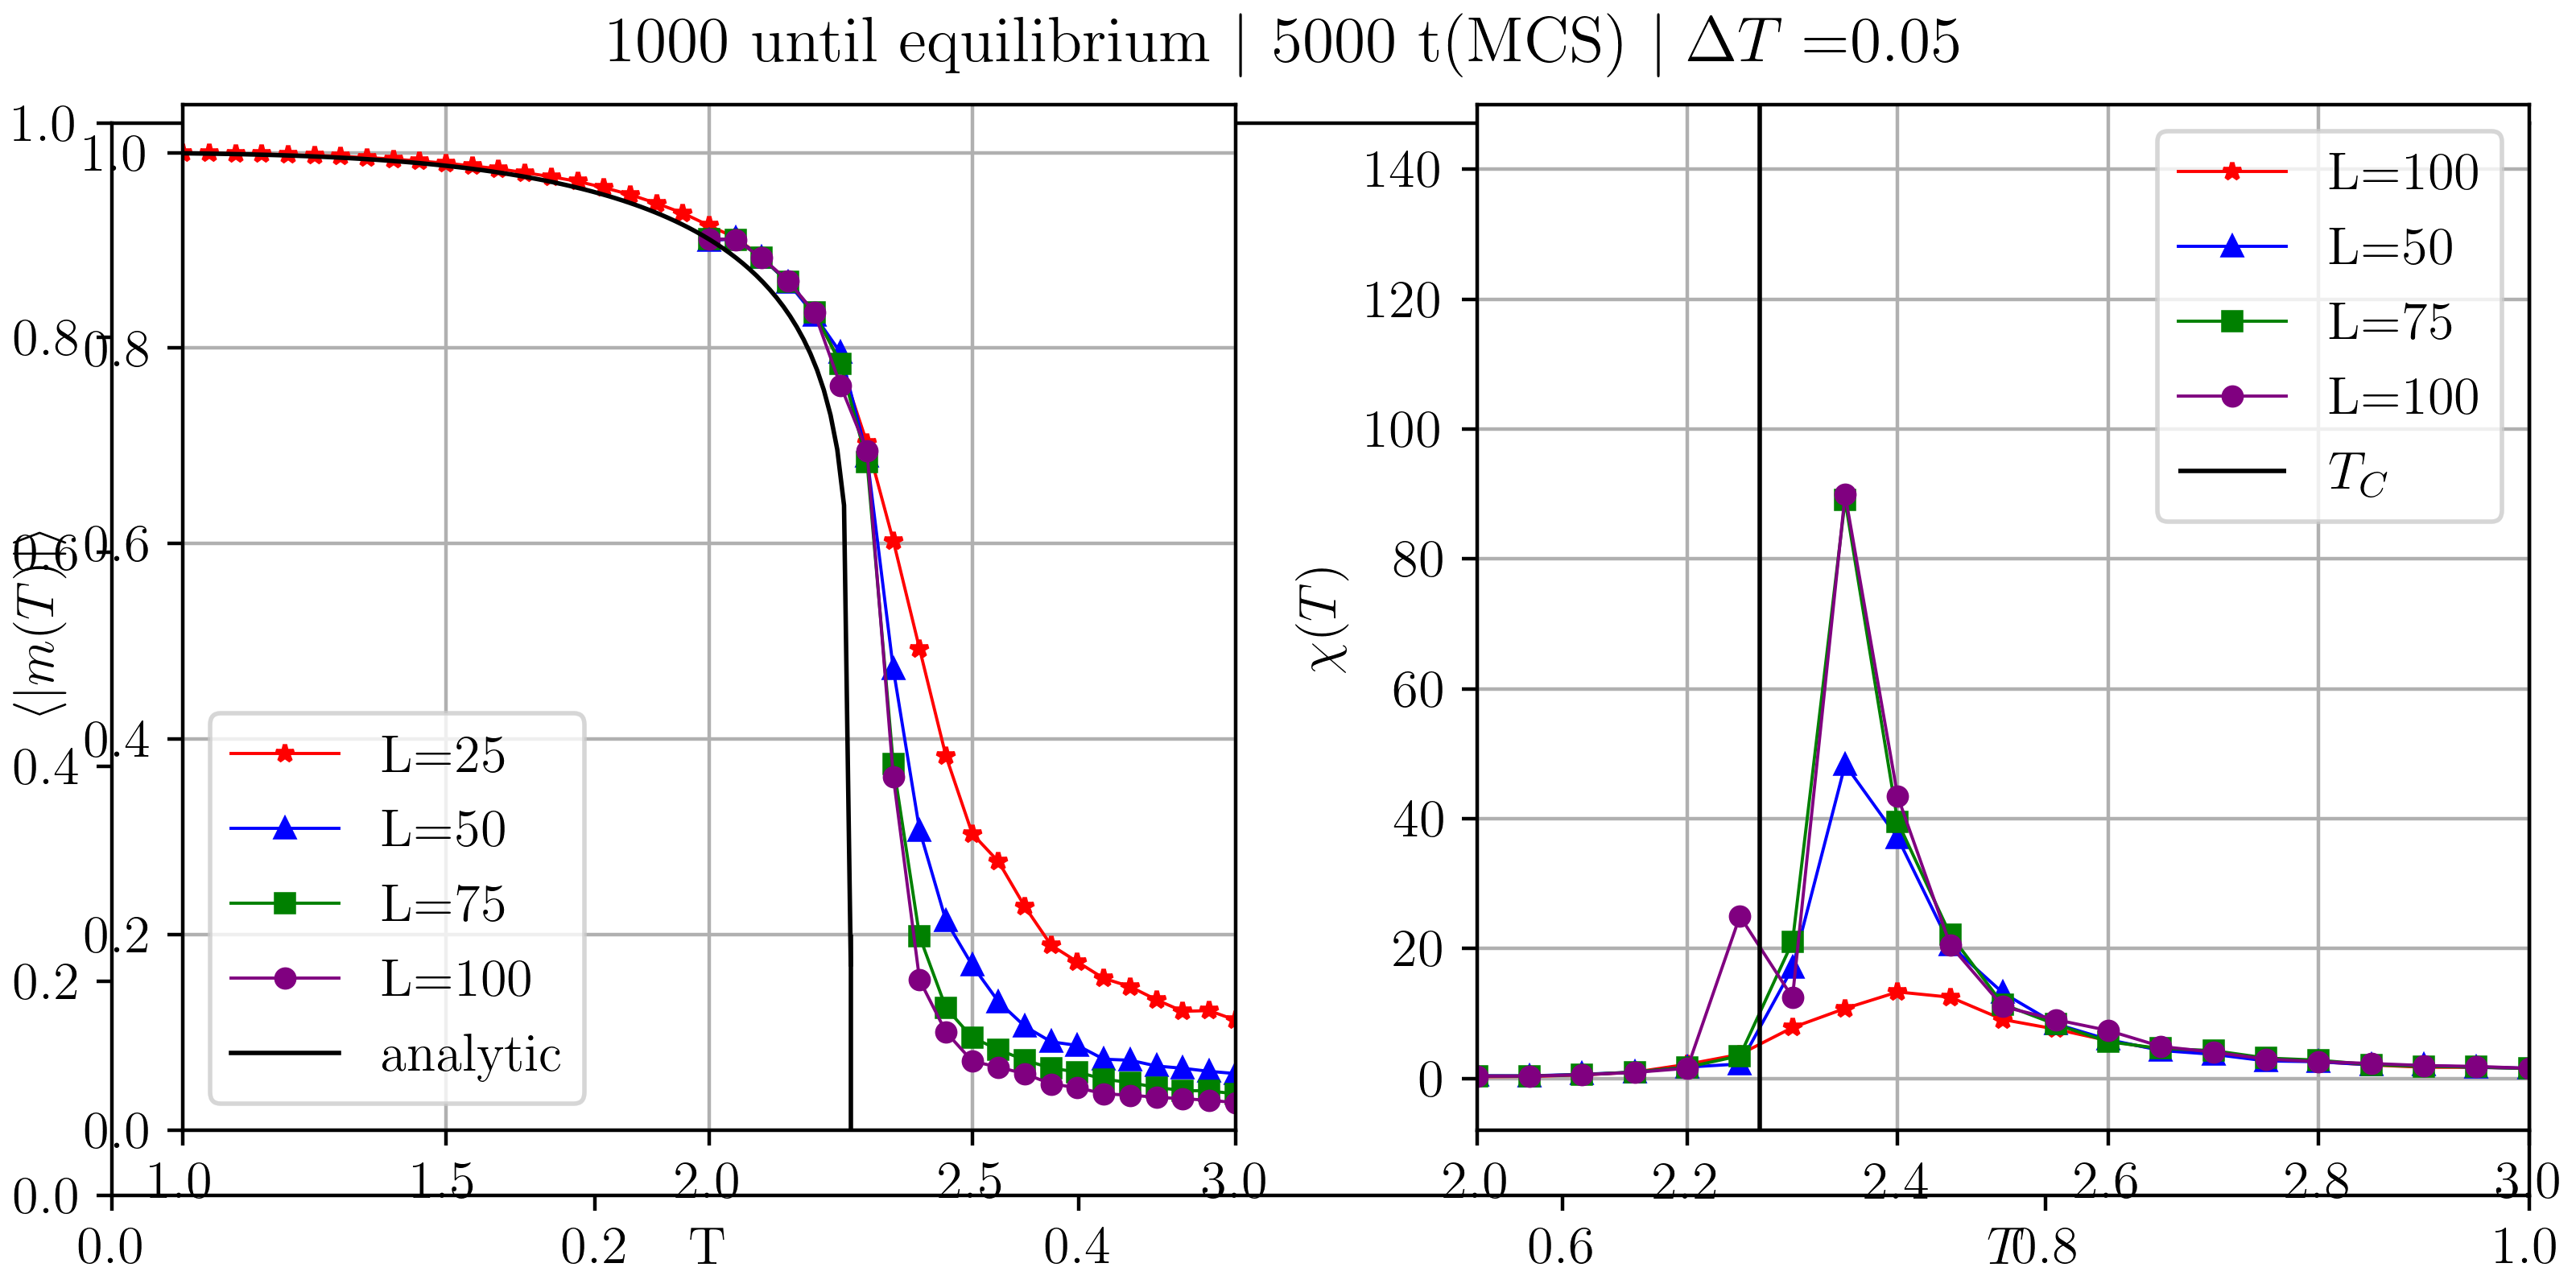 1000 until equilibrium | 5000 t(MCS) | ΔT =0.05
1.0
0.8
0.6
0.4
0.2
0.0
⟨|m(T)|⟩
1.0
0.8
0.6
0.4
0.2
0.0
L=25
L=50
L=75
L=100
analytic
1.0 1.5 2.0 2.5 3.0
T
χ(T)
140
120
100
80
60
40
20
0
L=100
L=50
L=75
L=100
T_C
2.0 2.2 2.4 2.6 2.8 3.0
T
0.0 0.2 0.4 0.6 0.8 1.0